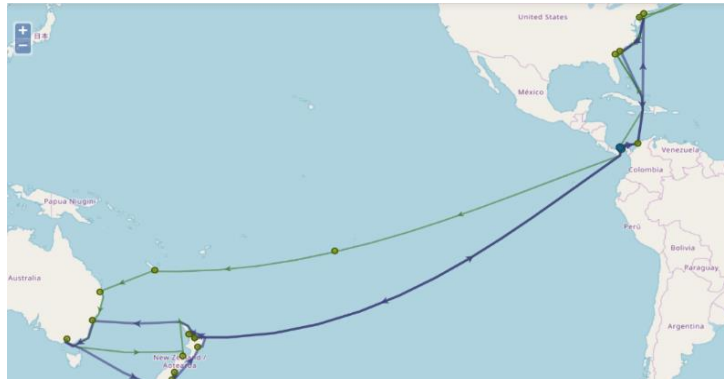 United States
日本
México
Venezuela
Colombia
Papua Niugini
Perú
Bolivia
Paraguay
Australia
Argentina
New Zealand /
Aotearoa